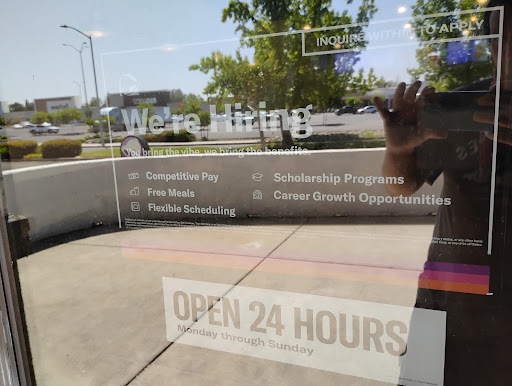 INQUIRE WITHIN TO APPLY
We're Hiring
You bring the vibe, we bring the benefits.
Competitive Pay
Free Meals
Flexible Scheduling
Scholarship Programs
Career Growth Opportunities
OPEN 24 HOURS
Monday through Sunday